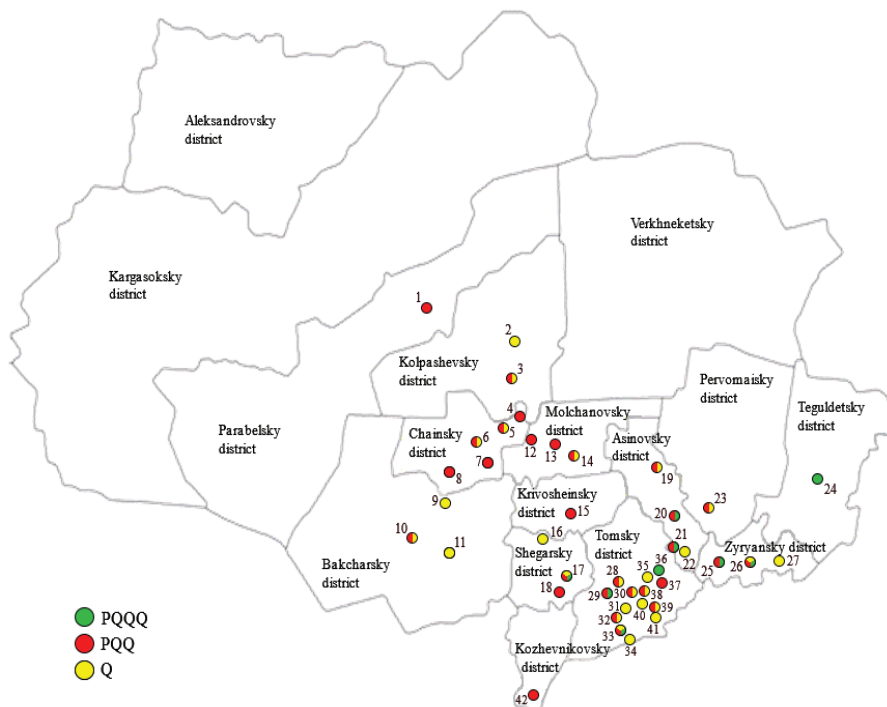 Aleksandrovsky
district
Verkhneketsky
district
Kargasoksky
district
1
2
Kolpashevsky
district
3
Pervomaisky
district
Teguldetsky
district
4
Molchanovsky
district
Parabelsky
district
Chainsky
district
5
6
7
8
12
13
14
Asinovsky
district
19
24
9
Krivosheinsky
district
15
23
20
10
11
Bakcharsky
district
16
Shegarsky
district
17
18
Tomsky
district
21
22
Zyryansky district
25
26
27
28
29
30
31
32
33
34
35
36
37
38
39
40
41
PQQQ
PQQ
Q
Kozhevnikovsky
district
42